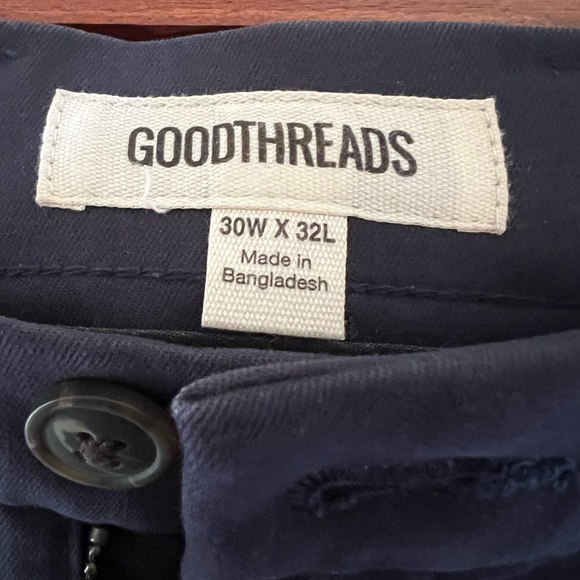 GOODTHREADS
30W X 32L
Made in
Bangladesh